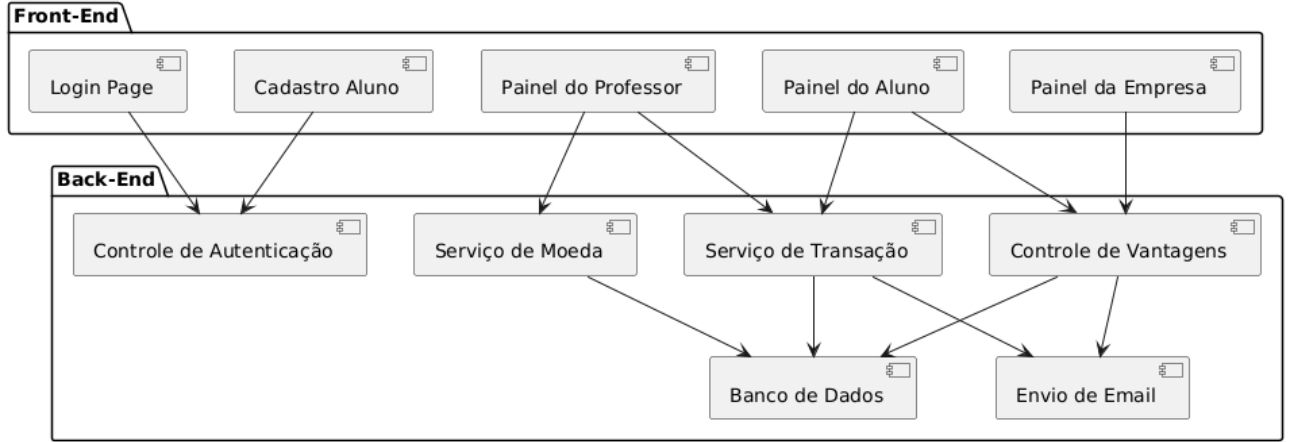 Front-End
Login Page
Cadastro Aluno
Painel do Professor
Painel do Aluno
Painel da Empresa
Back-End
Controle de Autenticação
Serviço de Moeda
Serviço de Transação
Controle de Vantagens
Banco de Dados
Envio de Email